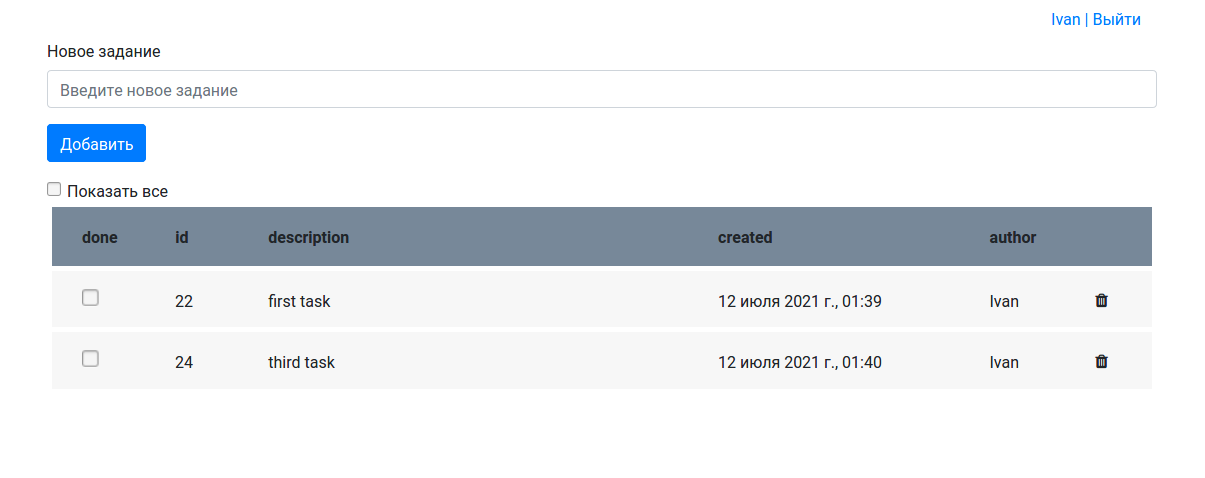 Ivan | Выйти
Новое задание
Введите новое задание
Добавить
Показать все
done id description created author
22 first task 12 июля 2021 г., 01:39 Ivan
24 third task 12 июля 2021 г., 01:40 Ivan